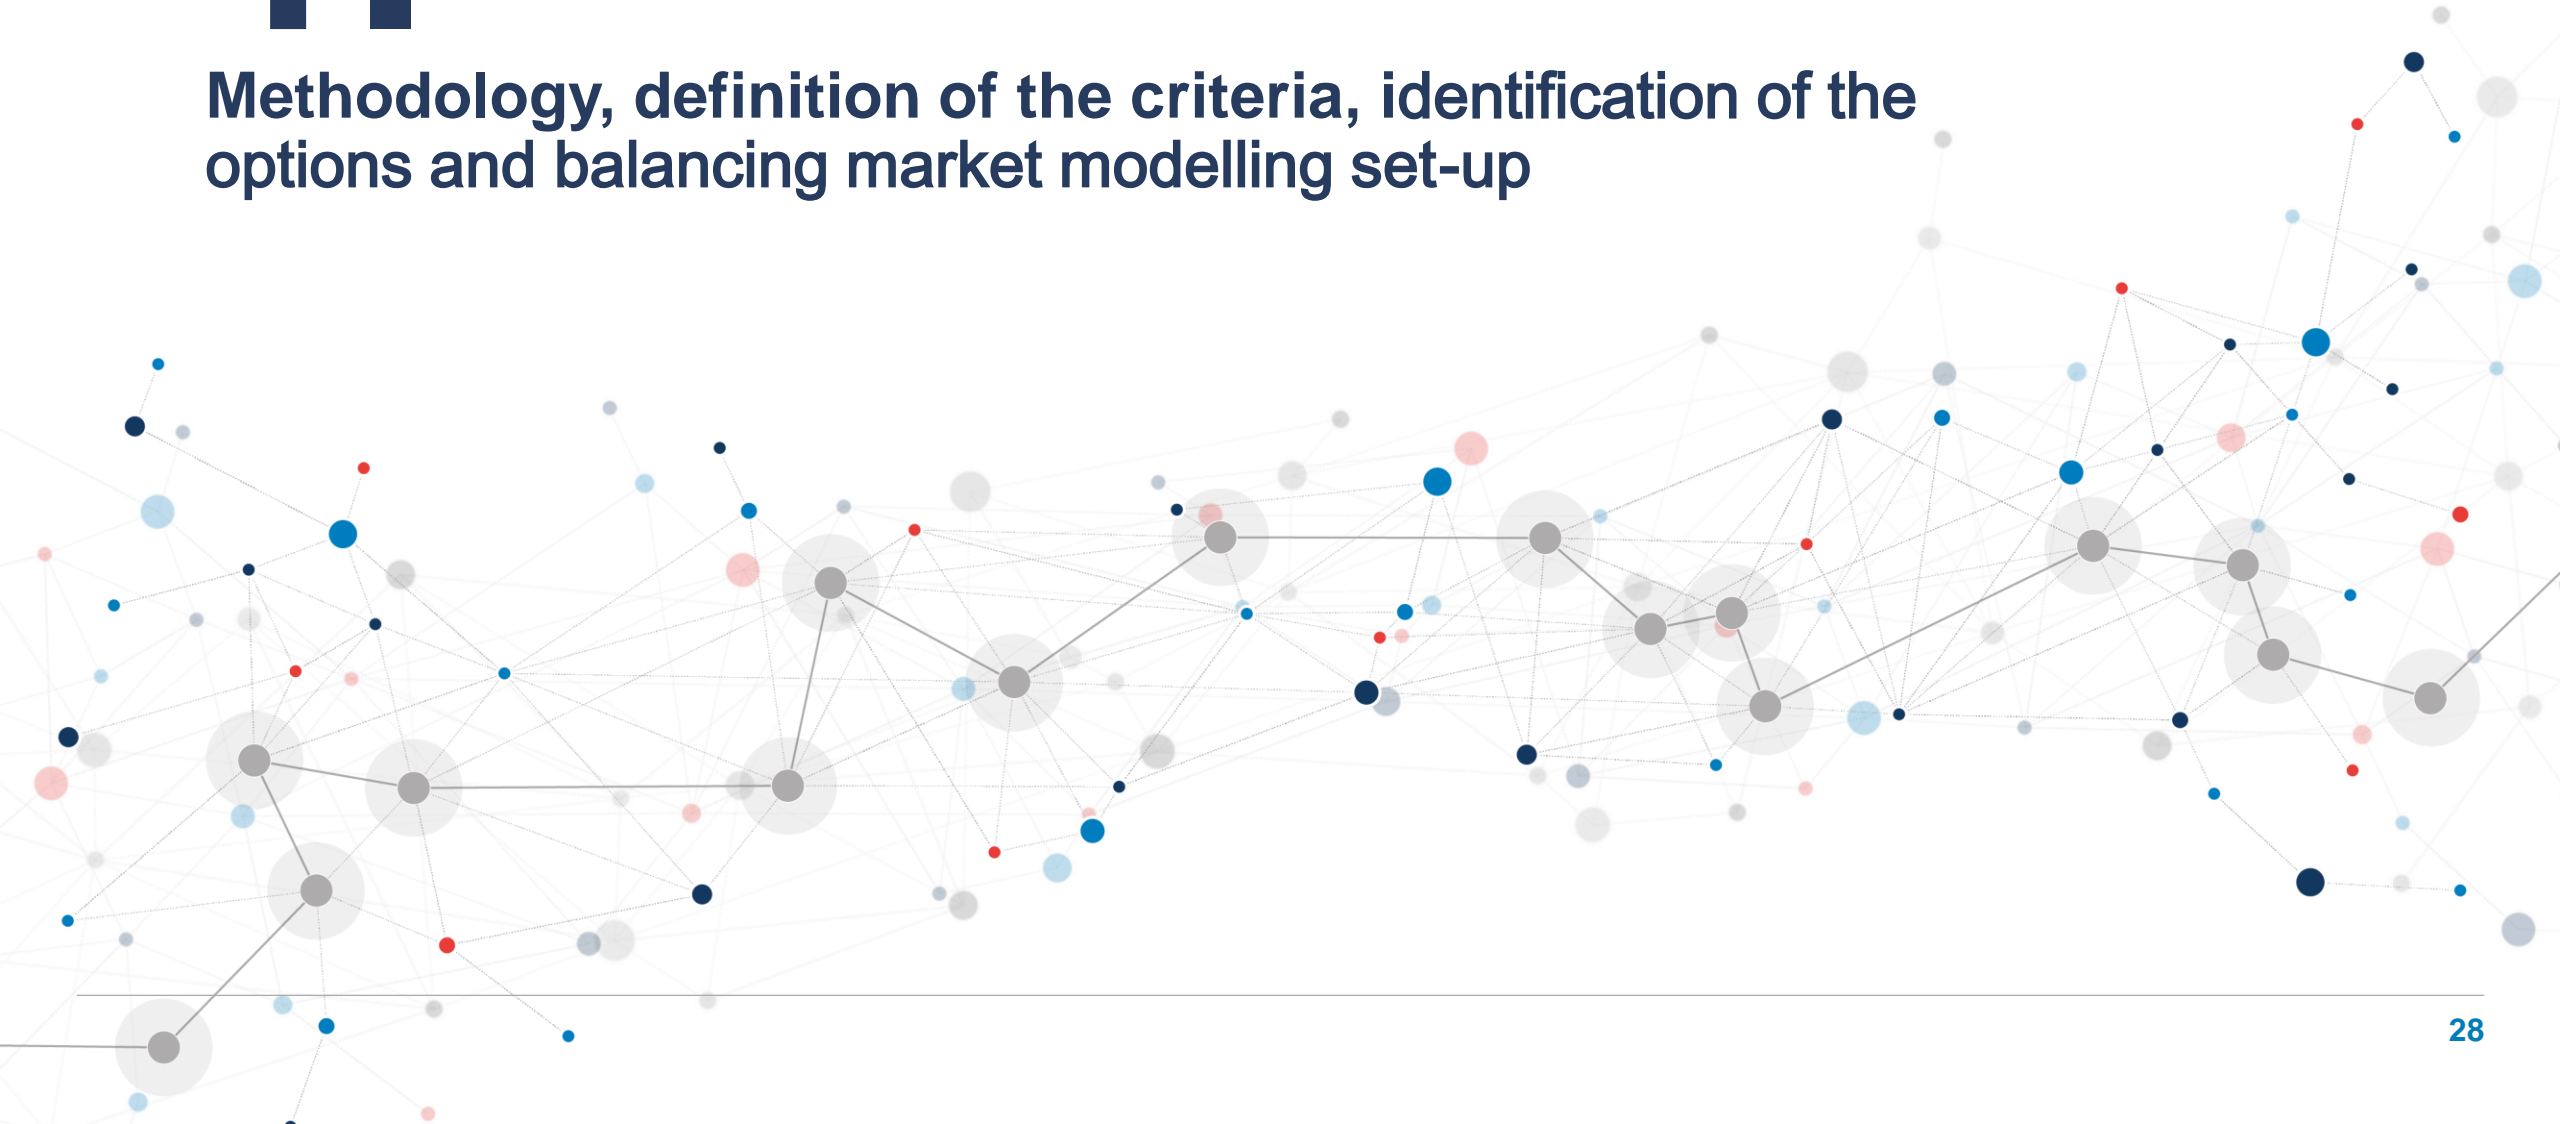 Methodology, definition of the criteria, identification of the
options and balancing market modelling set-up
28